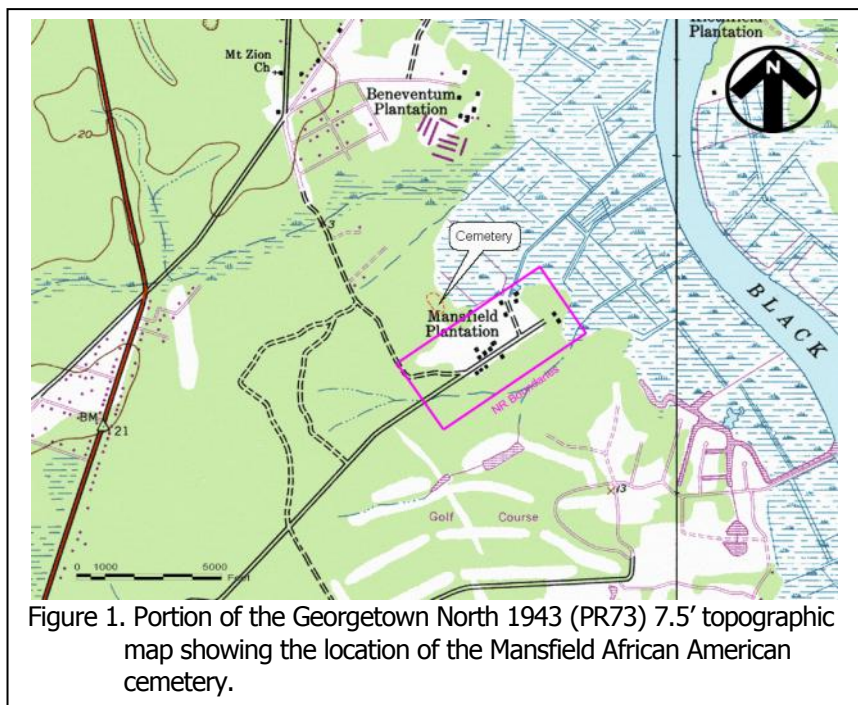 Plantation
N
Mt Zion
Ch
Beneventum
Plantation
20
13
Cemetery
Mansfield
Plantation
BLACK
NR Boundaries
BM
21
13
Golf Course
0 1000 5000
Feet
Figure 1. Portion of the Georgetown North 1943 (PR73) 7.5’ topographic
map showing the location of the Mansfield African American
cemetery.